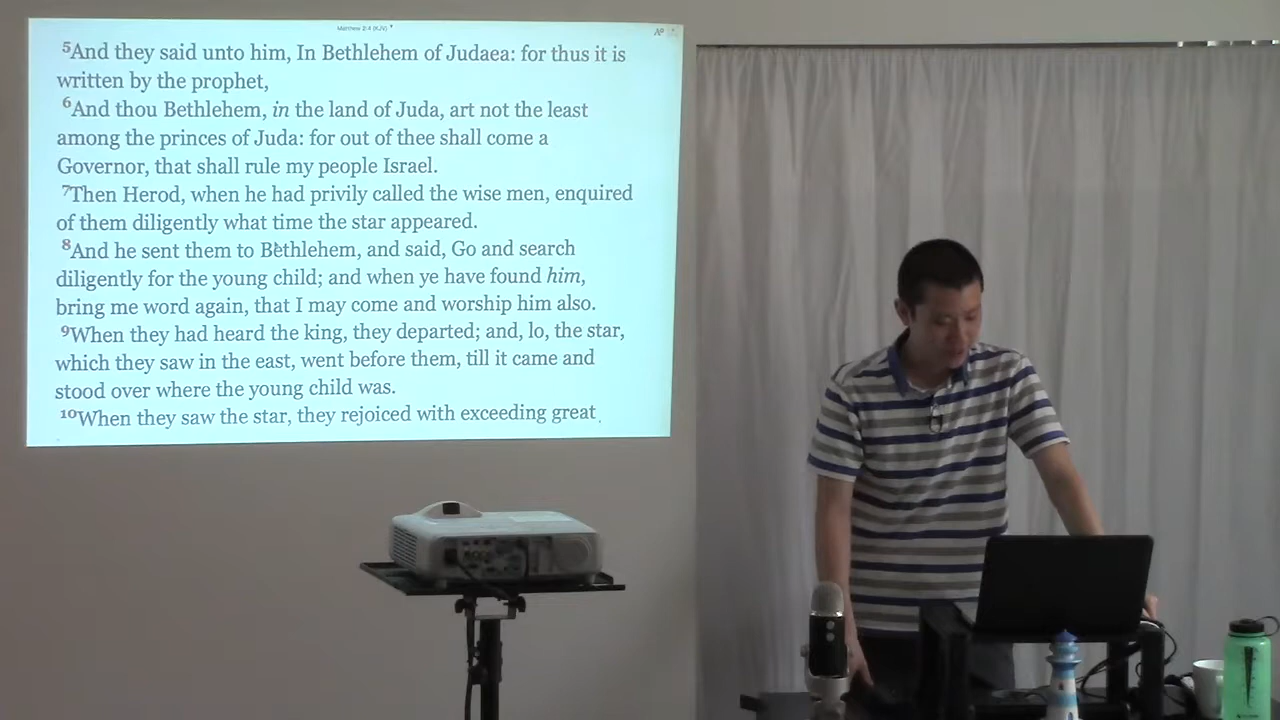 Matthew 2:4 (KJV)
5And they said unto him, In Bethlehem of Judaea: for thus it is
written by the prophet,
6And thou Bethlehem, in the land of Juda, art not the least
among the princes of Juda: for out of thee shall come a
Governor, that shall rule my people Israel.
7Then Herod, when he had privily called the wise men, enquired
of them diligently what time the star appeared.
8And he sent them to Bethlehem, and said, Go and search
diligently for the young child; and when ye have found him,
bring me word again, that I may come and worship him also.
9When they had heard the king, they departed; and, lo, the star,
which they saw in the east, went before them, till it came and
stood over where the young child was.
10When they saw the star, they rejoiced with exceeding great